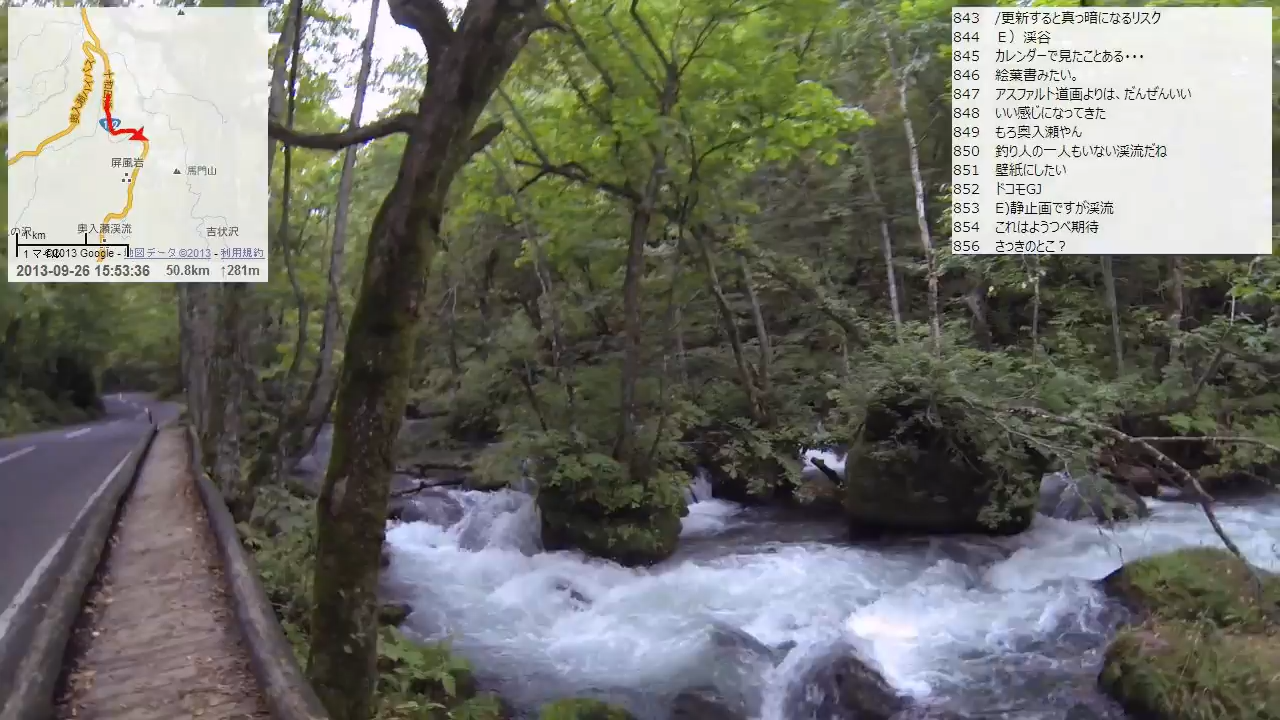 屏風岩
馬門山
奥入瀬渓流
吉状沢
©2013 Google - 地図データ ©2013 - 利用規約
2013-09-26 15:53:36 50.8km ↑281m
843 /更新すると真っ暗になるリスク
844 Ｅ）渓谷
845 カレンダーで見たことある・・・
846 絵葉書みたい。
847 アスファルト道画よりは、だんぜんいい
848 いい感じになってきた
849 もろ奥入瀬やん
850 釣り人の一人もいない渓流だね
851 壁紙にしたい
852 ドコモGJ
853 E)静止画ですが渓流
854 これはようつべ期待
856 さっきのとこ？